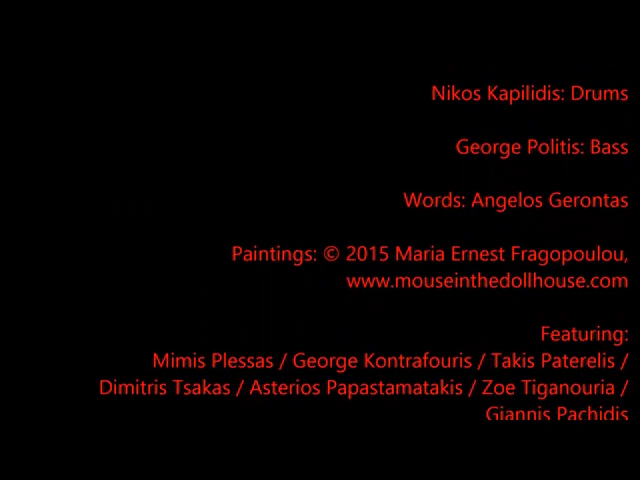 Nikos Kapilidis: Drums
George Politis: Bass
Words: Angelos Gerontas
Paintings: © 2015 Maria Ernest Fragopoulou,
www.mouseinthedollhouse.com
Featuring:
Mimis Plessas / George Kontrafouris / Takis Paterelis /
Dimitris Tsakas / Asterios Papastamatakis / Zoe Tiganouria /
Giannis Pachidis